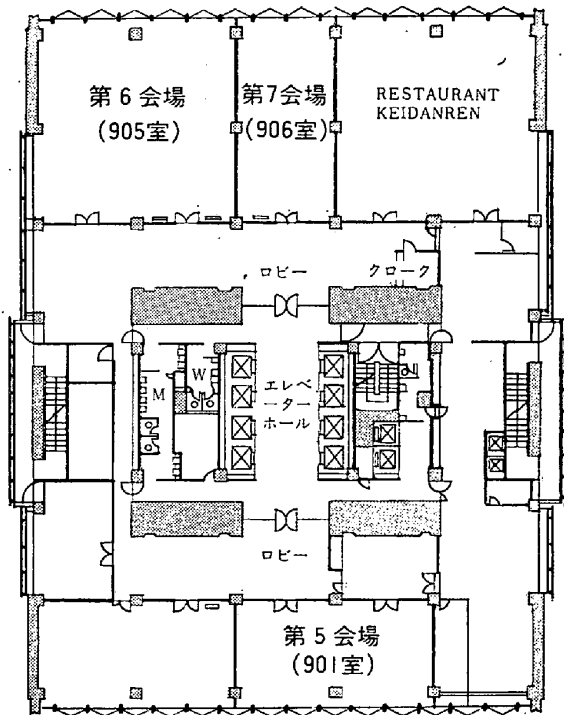 第6会場
(905室)
第7会場
(906室)
RESTAURANT
KEIDANREN
ロビー
クローク
M
W
エレベ
ーター
ホール
ロビー
第5会場
(901室)